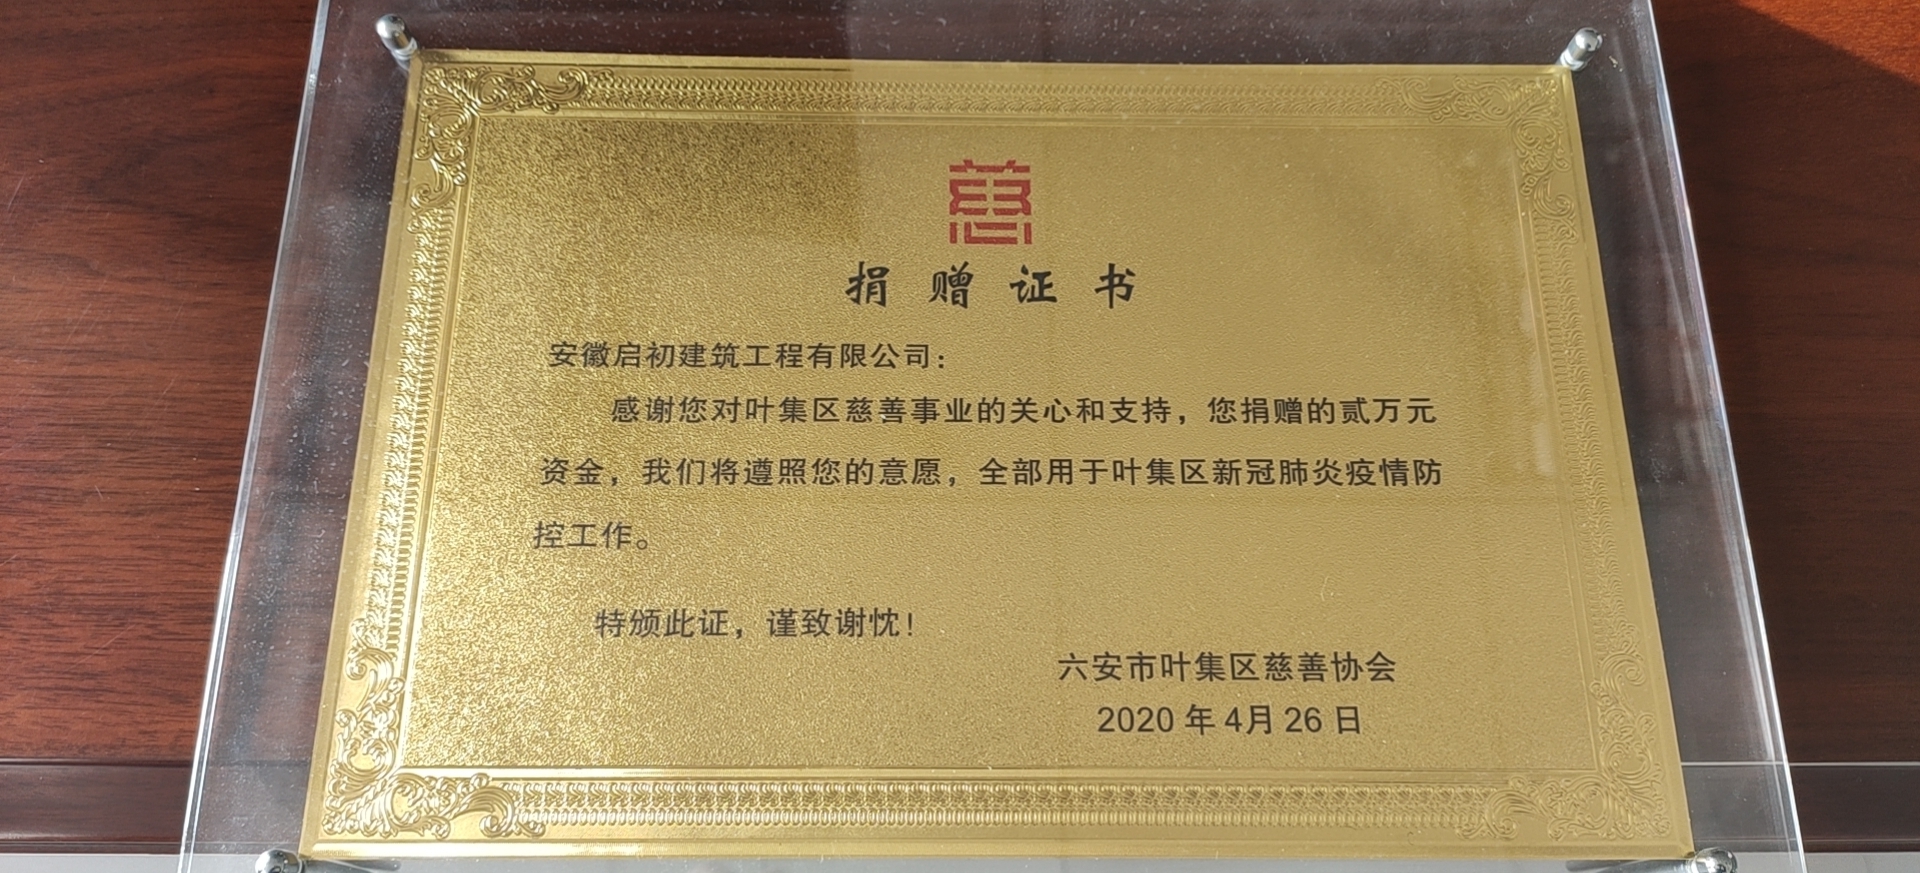 善
捐赠证书
安徽启初建筑工程有限公司：
感谢您对叶集区慈善事业的关心和支持，您捐赠的贰万元
资金，我们将遵照您的意愿，全部用于叶集区新冠肺炎疫情防
控工作。
特颁此证，谨致谢忱！
六安市叶集区慈善协会
2020年4月26日